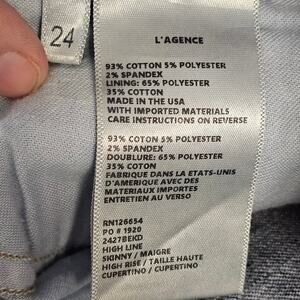 24
L'AGENCE
93% COTTON 5% POLYESTER
2% SPANDEX
LINING: 65% POLYESTER
35% COTTON
MADE IN THE USA
WITH IMPORTED MATERIALS
CARE INSTRUCTIONS ON REVERSE
93% COTON 5% POLYESTER
2% SPANDEX
DOUBLURE: 65% POLYESTER
35% COTON
FABRIQUE DANS LA ETATS-UNIS
D'AMERIQUE AVEC DES
MATERIAUX IMPORTES
ENTRETIEN AU VERSO
RN126654
PO # 1920
2427BEKD
HIGH LINE
SKINNY / MAIGRE
HIGH RISE / TAILLE HAUTE
CUPERTINO / CUPERTINO